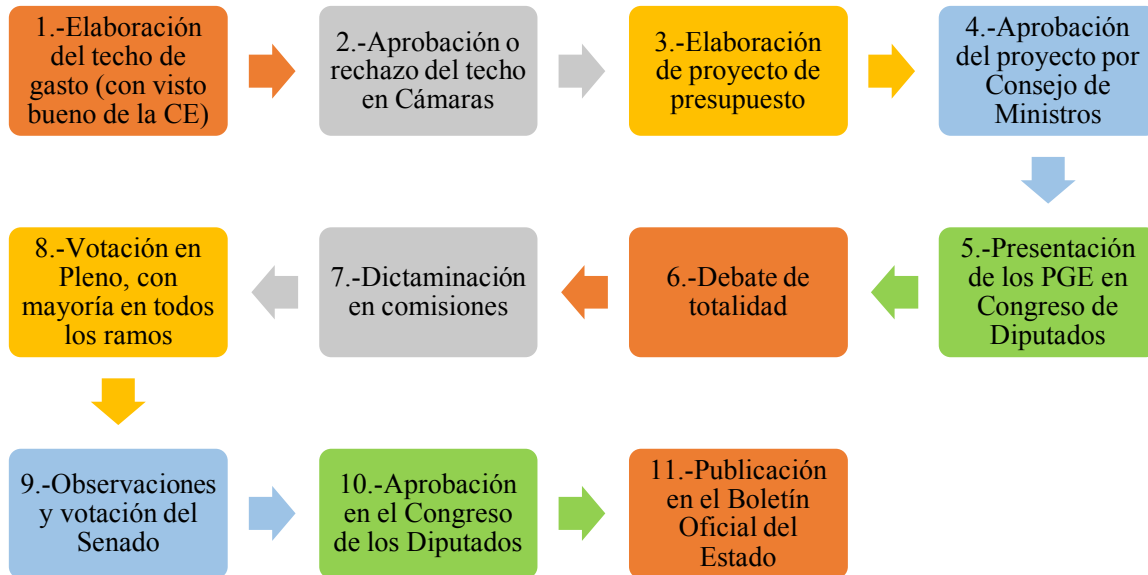 1.-Elaboración
del techo de
gasto (con visto
bueno de la CE)
2.-Aprobación o
rechazo del techo
en Cámaras
3.-Elaboración
de proyecto de
presupuesto
4.-Aprobación
del proyecto por
Consejo de
Ministros
5.-Presentación
de los PGE en
Congreso de
Diputados
6.-Debate de
totalidad
7.-Dictaminación
en comisiones
8.-Votación en
Pleno, con
mayoría en todos
los ramos
9.-Observaciones
y votación del
Senado
10.-Aprobación
en el Congreso
de los Diputados
11.-Publicación
en el Boletín
Oficial del
Estado